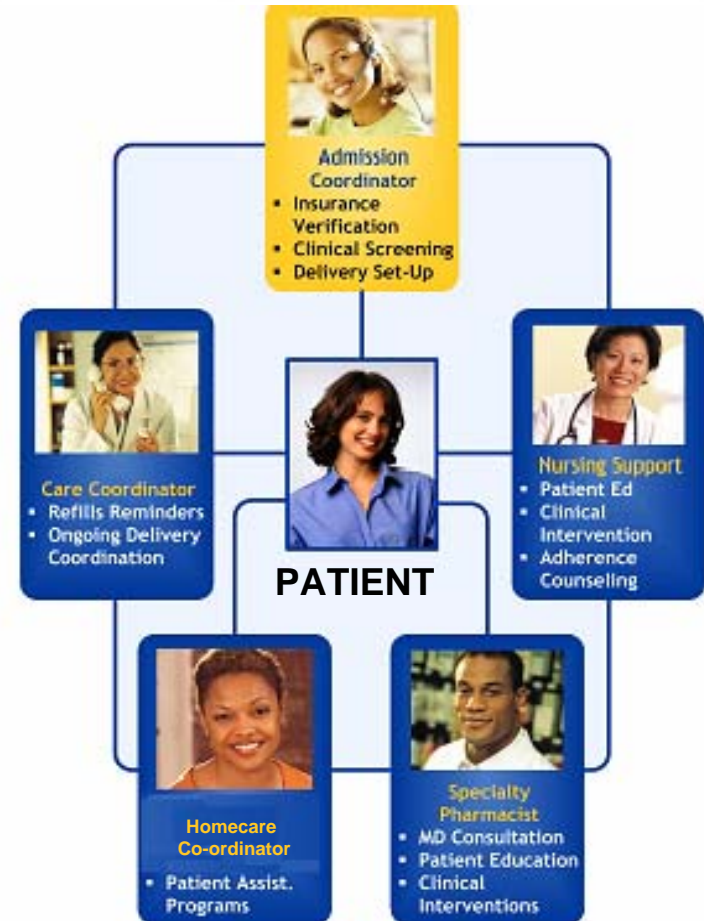 Admission
Coordinator
▪ Insurance
Verification
▪ Clinical Screening
▪ Delivery Set-Up
Care Coordinator
▪ Refills Reminders
▪ Ongoing Delivery
Coordination
Nursing Support
▪ Patient Ed
▪ Clinical
Intervention
▪ Adherence
Counseling
PATIENT
Homecare
Co-ordinator
▪ Patient Assist.
Programs
Specialty
Pharmacist
▪ MD Consultation
▪ Patient Education
▪ Clinical
Interventions